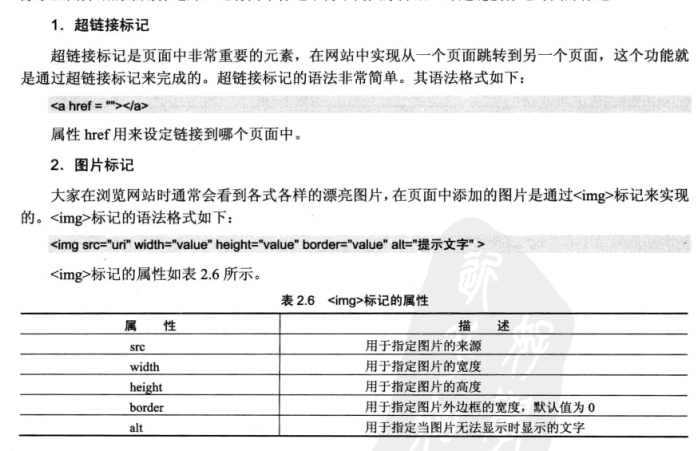 1．超链接标记
超链接标记是页面中非常重要的元素，在网站中实现从一个页面跳转到另一个页面，这个功能就
是通过超链接标记来完成的。超链接标记的语法非常简单。其语法格式如下：
<a href = ""></a>
属性 href 用来设定链接到哪个页面中。
2．图片标记
大家在浏览网站时通常会看到各式各样的漂亮图片，在页面中添加的图片是通过<img>标记来实现
的。<img>标记的语法格式如下：
<img src="uri" width="value" height="value" border="value" alt="提示文字" >
<img>标记的属性如表 2.6 所示。
表 2.6 <img>标记的属性
属 性 描 述
src 用于指定图片的来源
width 用于指定图片的宽度
height 用于指定图片的高度
border 用于指定图片外边框的宽度，默认值为 0
alt 用于指定当图片无法显示时显示的文字